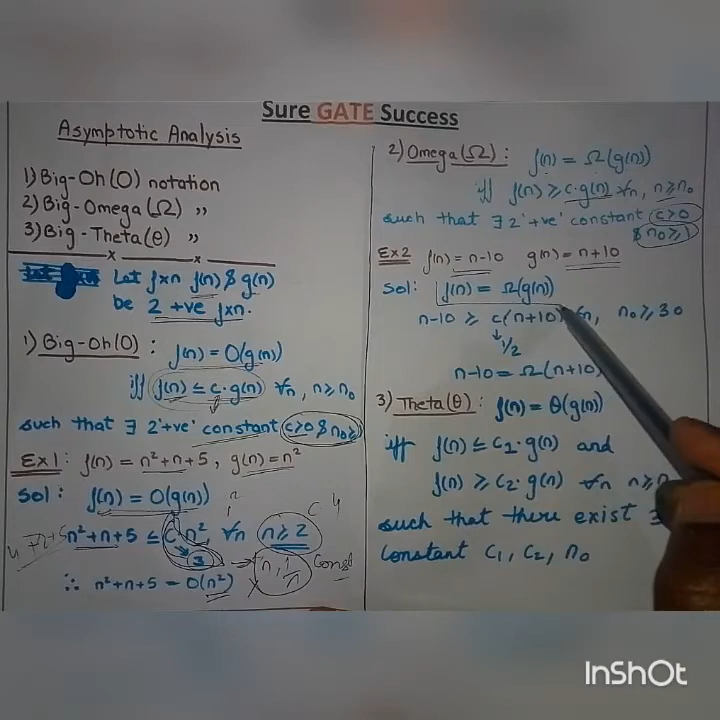 Sure GATE Success
Asymptotic Analysis
1) Big-Oh(O) notation
2) Big-Omega(Ω) ,,
3) Big-Theta(θ) ,,
Let fxn f(n) & g(n)
be 2 +ve fxn.
1) Big-Oh(O) : f(n) = O(g(n))
iff f(n) ≤ c·g(n) ∀n, n≥n₀
such that ∃ 2 '+ve' constant c>0 & n₀≥1
Ex1: f(n) = n²+n+5, g(n) = n²
Sol: f(n) = O(g(n))
n²+n+5 ≤ c n², ∀n n≥2
3
Const
∴ n²+n+5 = O(n²)
2) Omega(Ω) : f(n) = Ω(g(n))
iff f(n) ≥ c·g(n) ∀n, n≥n₀
such that ∃ 2 '+ve' constant c>0
& n₀≥1
Ex2 f(n) = n-10 g(n) = n+10
Sol: f(n) = Ω(g(n))
n-10 ≥ c(n+10) ∀n, n₀≥30
↓ 1/2
n-10 = Ω(n+10)
3) Theta(θ) : f(n) = θ(g(n))
iff f(n) ≤ C₁·g(n) and
f(n) ≥ C₂·g(n) ∀n n≥n
such that there exist 3
constant C₁, C₂, n₀
InShOt